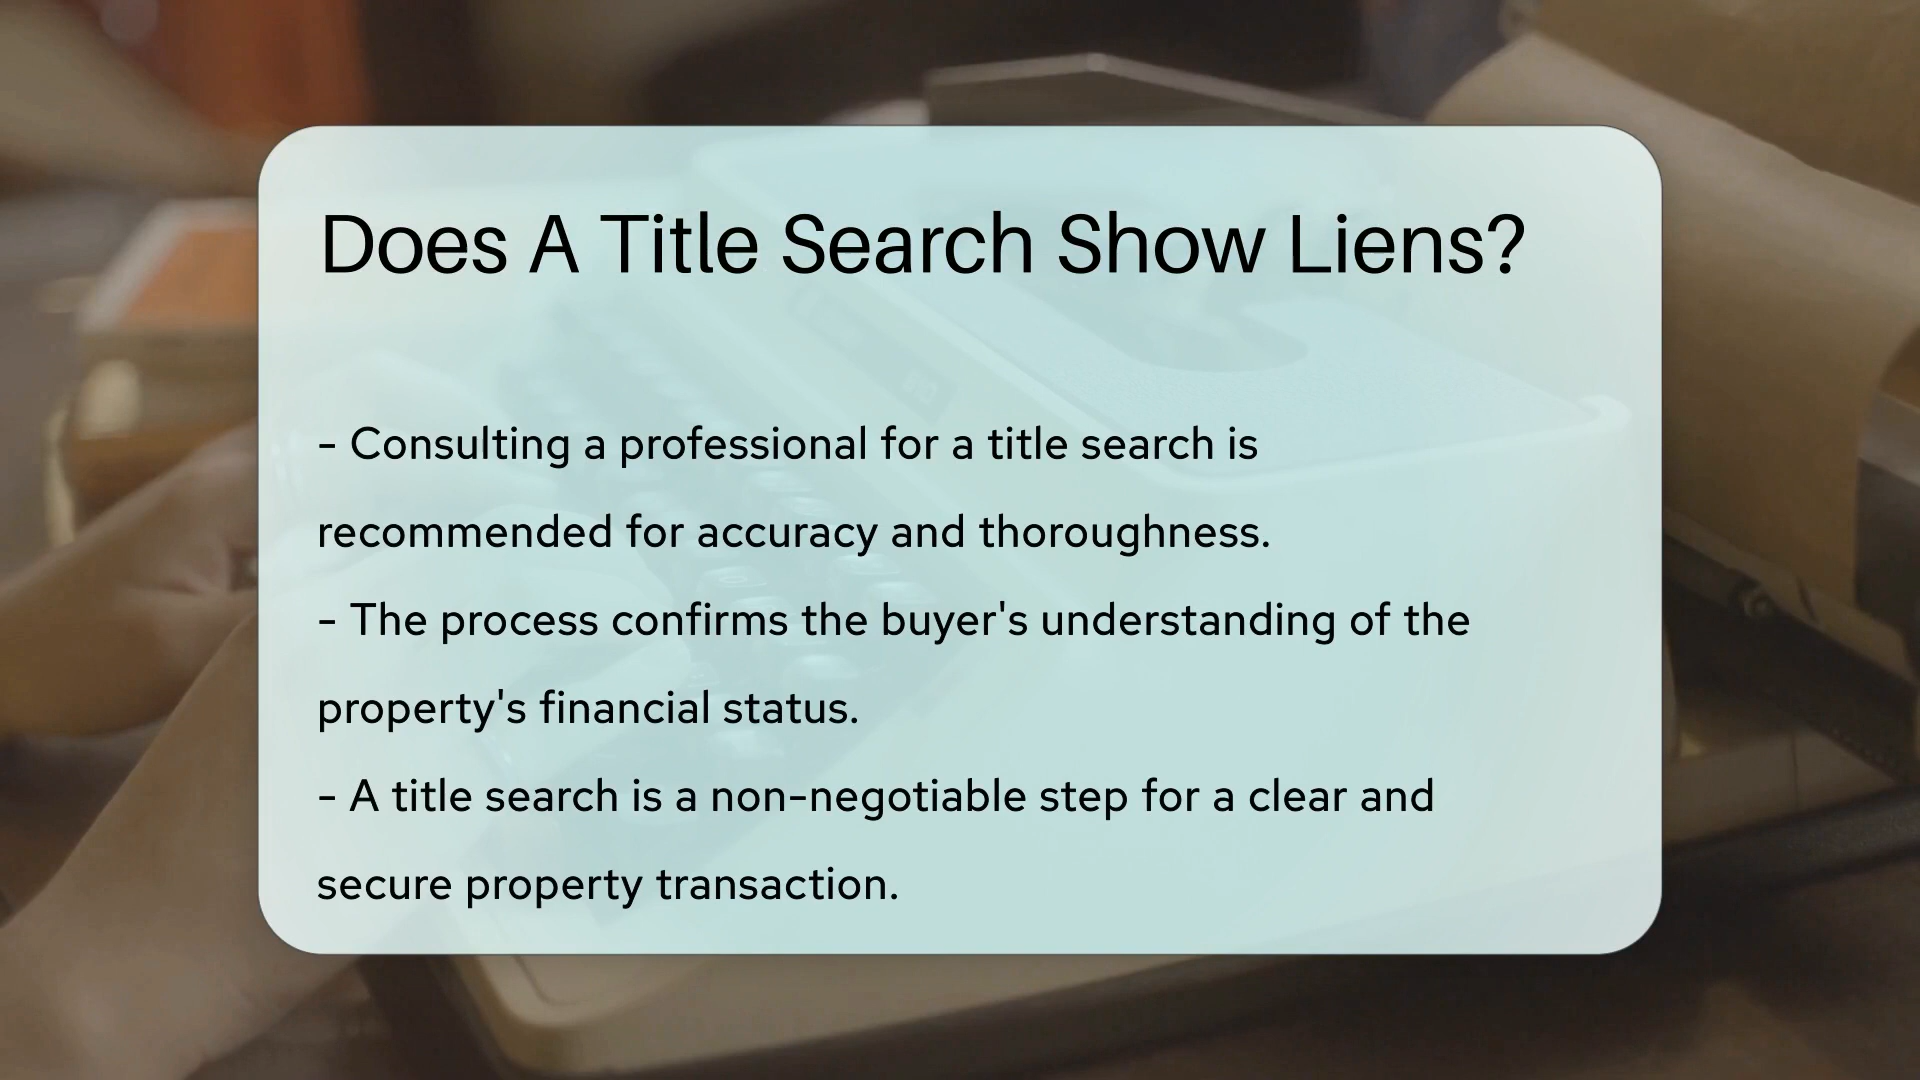 Does A Title Search Show Liens?
- Consulting a professional for a title search is
recommended for accuracy and thoroughness.
- The process confirms the buyer's understanding of the
property's financial status.
- A title search is a non-negotiable step for a clear and
secure property transaction.